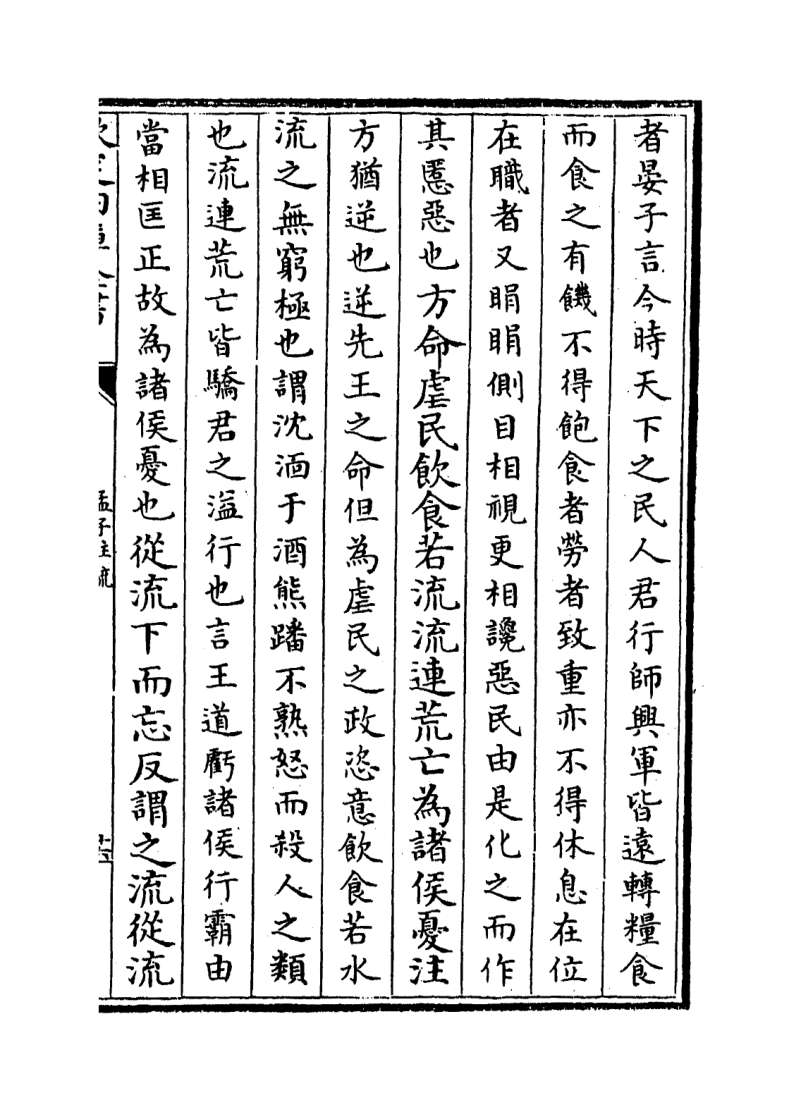 者晏子言今時天下之民人君行師興軍皆遠轉糧食
而食之有饑不得飽食者勞者致重亦不得休息在位
在職者又睊睊側目相視更相讒惡民由是化之而作
其慝惡也方命虐民飲食若流流連荒亡為諸侯憂注
方猶逆也逆先王之命但為虐民之政恣意飲食若水
流之無窮極也謂沈湎于酒熊蹯不熟怒而殺人之類
也流連荒亡皆驕君之溢行也言王道虧諸侯行霸由
當相匡正故為諸侯憂也從流下而忘反謂之流從流
孟子注疏